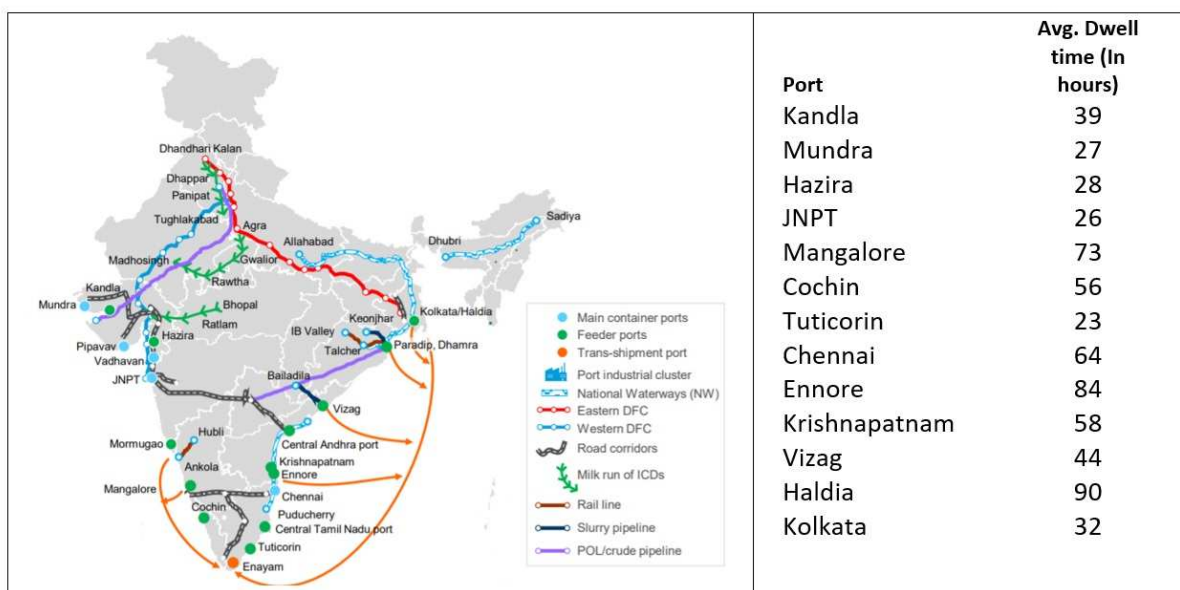 Dhandhari Kalan
Dhappar
Panipat
Tughlakabad
Agra
Sadiya
Allahabad
Dhubri
Madhosingh
Gwalior
Rawtha
Kandla
Mundra
Bhopal
Ratlam
Keonjhar
Kolkata/Haldia
Hazira
IB Valley
Pipavav
Vadhavan
Talcher
Paradip, Dhamra
JNPT
Bailadila
Vizag
Hubli
Mormugao
Central Andhra port
Ankola
Krishnapatnam
Ennore
Mangalore
Chennai
Cochin
Puducherry
Central Tamil Nadu port
Tuticorin
Enayam
Main container ports
Feeder ports
Trans-shipment port
Port industrial cluster
National Waterways (NW)
Eastern DFC
Western DFC
Road corridors
Milk run of ICDs
Rail line
Slurry pipeline
POL/crude pipeline
Avg. Dwell
time (In
Port hours)
Kandla 39
Mundra 27
Hazira 28
JNPT 26
Mangalore 73
Cochin 56
Tuticorin 23
Chennai 64
Ennore 84
Krishnapatnam 58
Vizag 44
Haldia 90
Kolkata 32